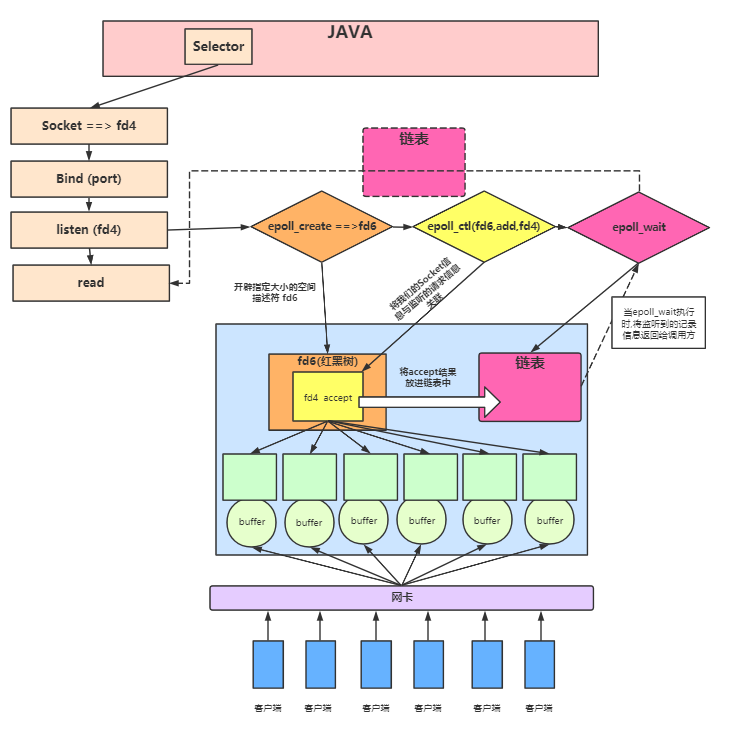 JAVA
Selector
Socket ==> fd4
链表
Bind (port)
listen (fd4)
epoll_create ==>fd6
epoll_ctl(fd6,add,fd4)
epoll_wait
read
开辟指定大小的空间
描述符 fd6
将我们的Socket信
息与监听的请求信息
关联
当epoll_wait执行
时,将监听到的记录
信息返回给调用方
fd6(红黑树)
链表
将accept结果
放进链表中
fd4 accept
buffer
buffer
buffer
buffer
buffer
buffer
网卡
客户端
客户端
客户端
客户端
客户端
客户端